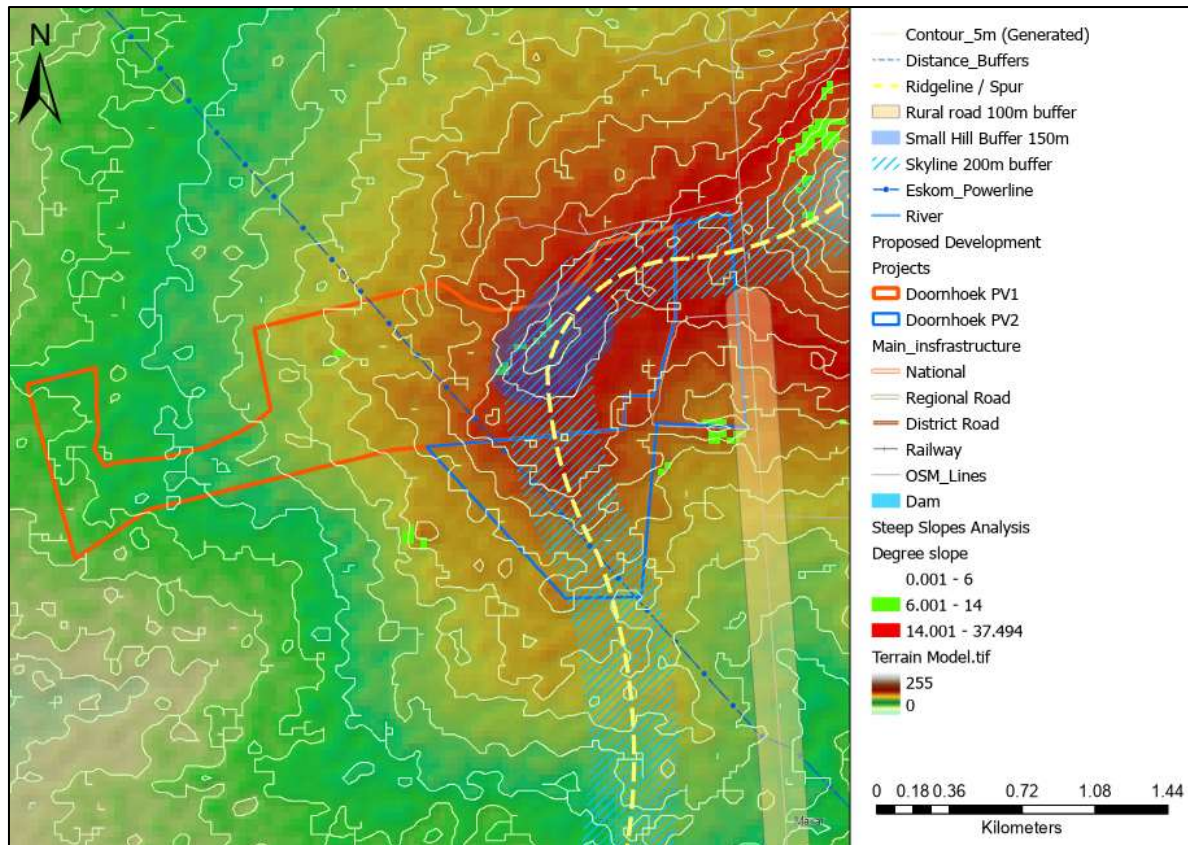 N
Contour_5m (Generated)
Distance_Buffers
Ridgeline / Spur
Rural road 100m buffer
Small Hill Buffer 150m
Skyline 200m buffer
Eskom_Powerline
River
Proposed Development
Projects
Doornhoek PV1
Doornhoek PV2
Main_insfrastructure
National
Regional Road
District Road
Railway
OSM_Lines
Dam
Steep Slopes Analysis
Degree slope
0.001 - 6
6.001 - 14
14.001 - 37.494
Terrain Model.tif
255
0
0 0.18 0.36 0.72 1.08 1.44
Kilometers